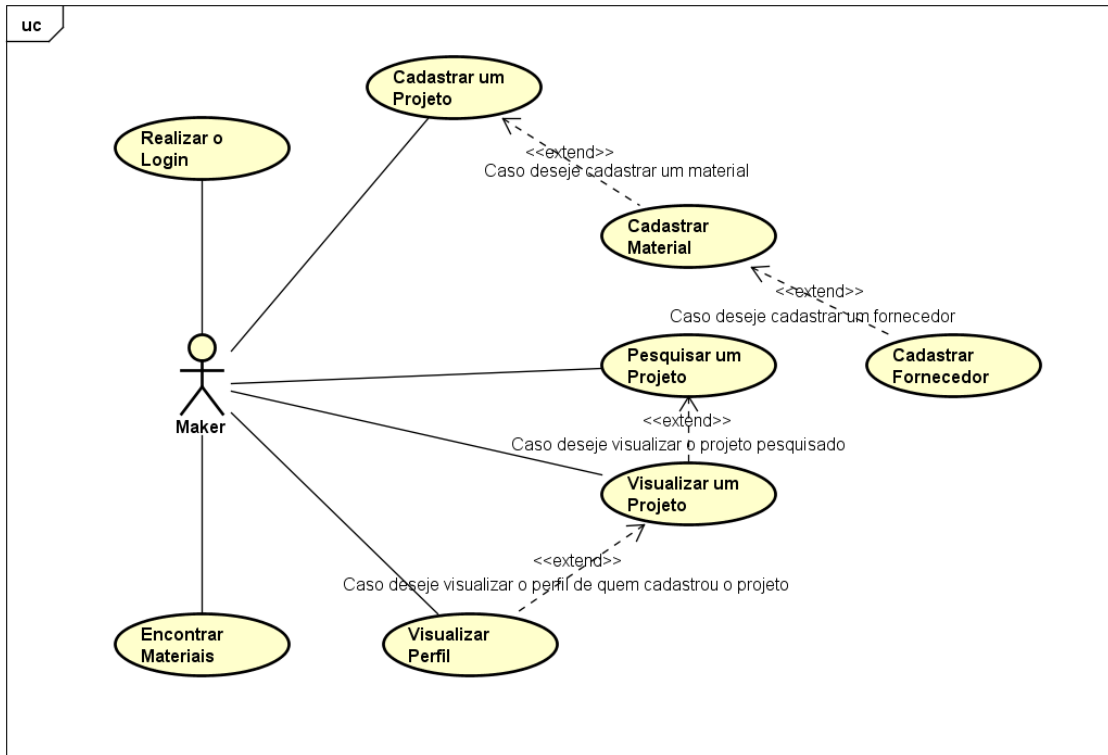 uc
Cadastrar um
Projeto
Realizar o
Login
<<extend>>
Caso deseje cadastrar um material
Cadastrar
Material
<<extend>>
Caso deseje cadastrar um fornecedor
Pesquisar um
Projeto
Cadastrar
Fornecedor
Maker
<<extend>>
Caso deseje visualizar o projeto pesquisado
Visualizar um
Projeto
<<extend>>
Caso deseje visualizar o perfil de quem cadastrou o projeto
Encontrar
Materiais
Visualizar
Perfil